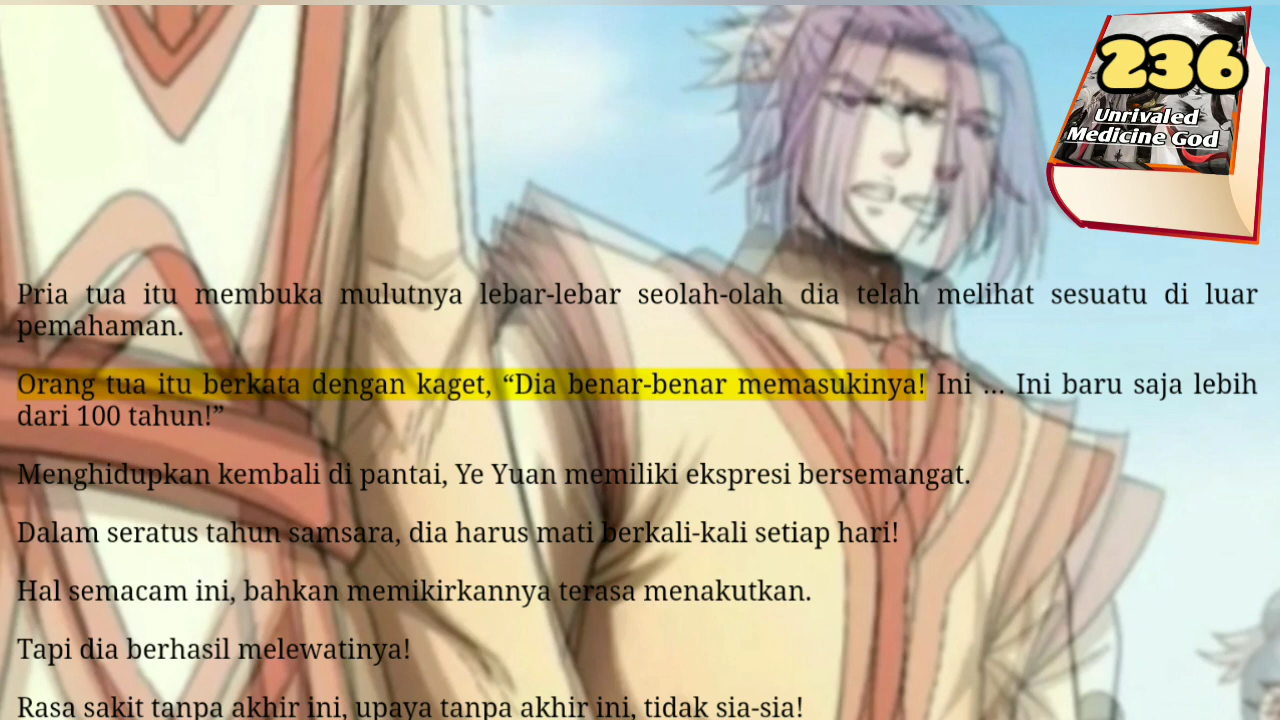 236
Unrivaled
Medicine God
Pria tua itu membuka mulutnya lebar-lebar seolah-olah dia telah melihat sesuatu di luar
pemahaman.
Orang tua itu berkata dengan kaget, “Dia benar-benar memasukinya! Ini ... Ini baru saja lebih
dari 100 tahun!”
Menghidupkan kembali di pantai, Ye Yuan memiliki ekspresi bersemangat.
Dalam seratus tahun samsara, dia harus mati berkali-kali setiap hari!
Hal semacam ini, bahkan memikirkannya terasa menakutkan.
Tapi dia berhasil melewatinya!
Rasa sakit tanpa akhir ini, upaya tanpa akhir ini, tidak sia-sia!